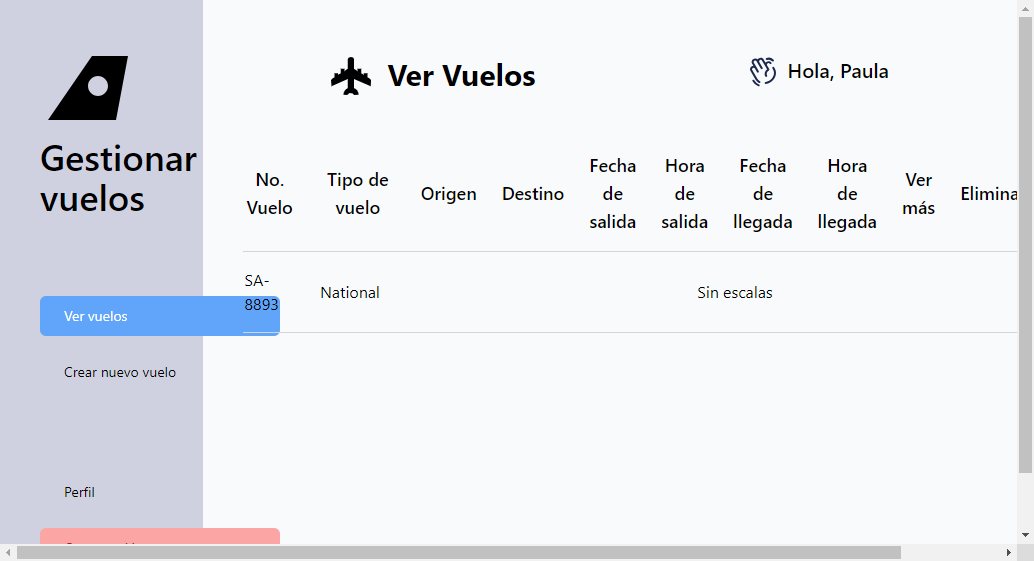 Gestionar
vuelos
Ver vuelos
Crear nuevo vuelo
Perfil
Ver Vuelos
Hola, Paula
No.
Vuelo
Tipo de
vuelo
Origen
Destino
Fecha
de
salida
Hora
de
salida
Fecha
de
llegada
Hora
de
llegada
Ver
más
Elimina
SA-
8893
National
Sin escalas